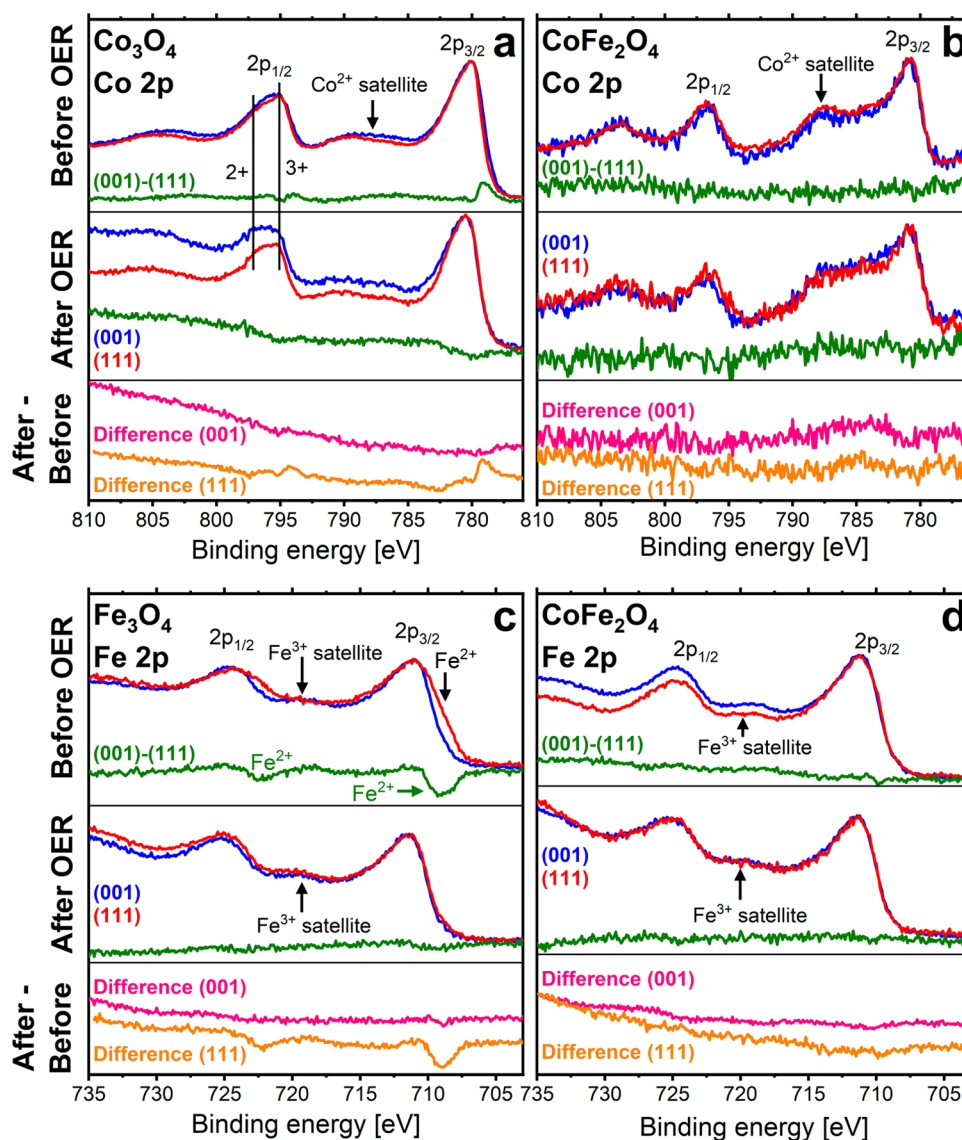 Before OER
After OER
After -
Before
Co₃O₄
Co 2p
a
2p₁/₂
2p₃/₂
Co²⁺ satellite
2+
3+
(001)-(111)
(001)
(111)
Difference (001)
Difference (111)
810 805 800 795 790 785 780
Binding energy [eV]
CoFe₂O₄
Co 2p
b
2p₃/₂
Co²⁺ satellite
2p₁/₂
(001)-(111)
(001)
(111)
Difference (001)
Difference (111)
810 805 800 795 790 785 780
Binding energy [eV]
Before OER
After OER
After -
Before
Fe₃O₄
Fe 2p
c
2p₁/₂
2p₃/₂
Fe³⁺ satellite
Fe²⁺
(001)-(111)
Fe²⁺
Fe²⁺
(001)
(111)
Fe³⁺ satellite
Difference (001)
Difference (111)
735 730 725 720 715 710 705
Binding energy [eV]
CoFe₂O₄
Fe 2p
d
2p₁/₂
2p₃/₂
Fe³⁺ satellite
(001)-(111)
(001)
(111)
Fe³⁺ satellite
Difference (001)
Difference (111)
735 730 725 720 715 710 705
Binding energy [eV]